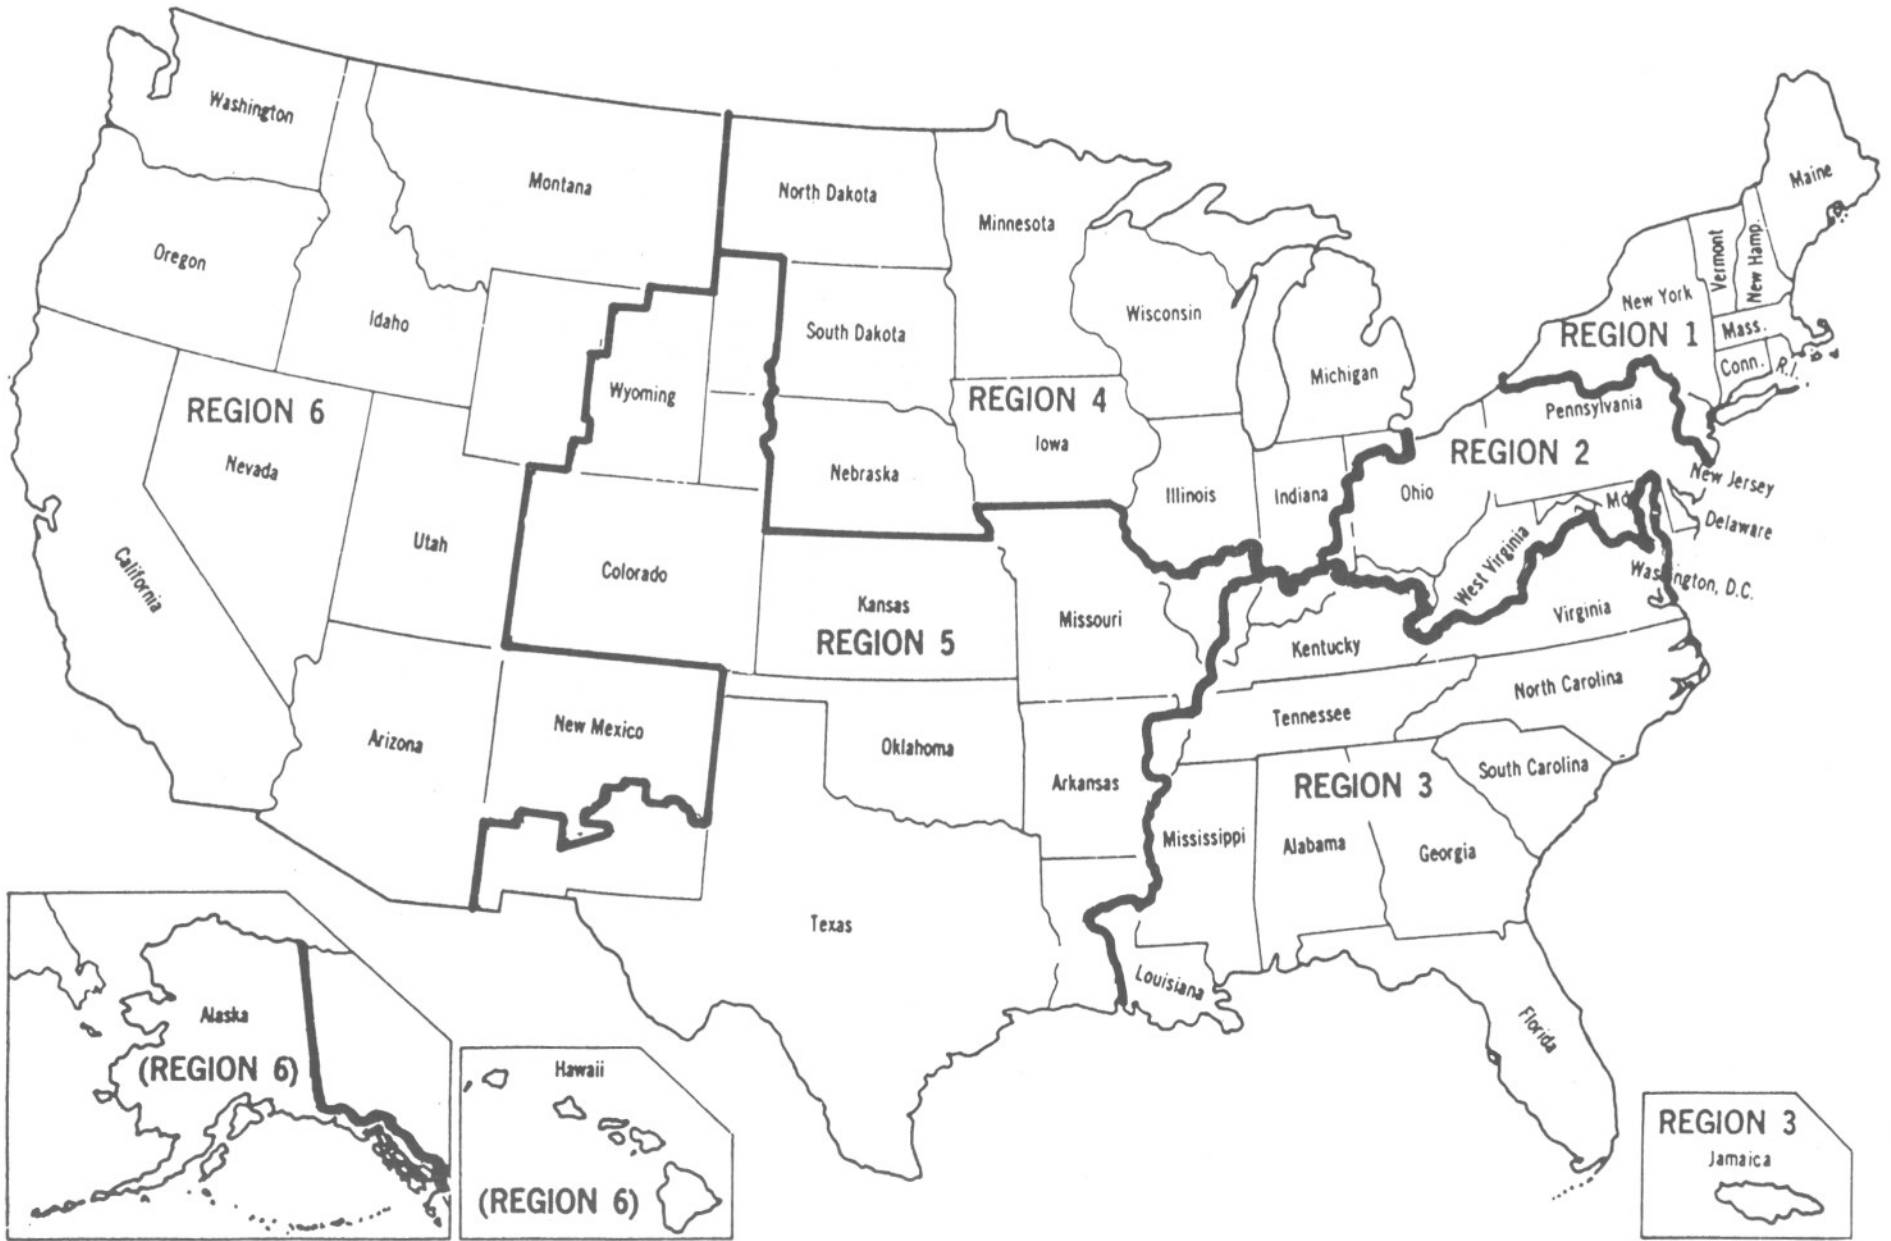 Washington
Montana
North Dakota
Minnesota
Maine
Oregon
Idaho
South Dakota
Wisconsin
Michigan
New York
Vermont
New Hamp.
REGION 1
Mass.
Conn.
R.I.
REGION 6
Nevada
Wyoming
Nebraska
REGION 4
Iowa
Illinois
Indiana
Ohio
REGION 2
Pennsylvania
New Jersey
Md
Delaware
West Virginia
Washington, D.C.
Virginia
California
Utah
Colorado
Kansas
REGION 5
Missouri
Kentucky
Arizona
New Mexico
Oklahoma
Arkansas
Tennessee
North Carolina
South Carolina
REGION 3
Mississippi
Alabama
Georgia
Texas
Louisiana
Florida
Alaska
(REGION 6)
Hawaii
(REGION 6)
REGION 3
Jamaica